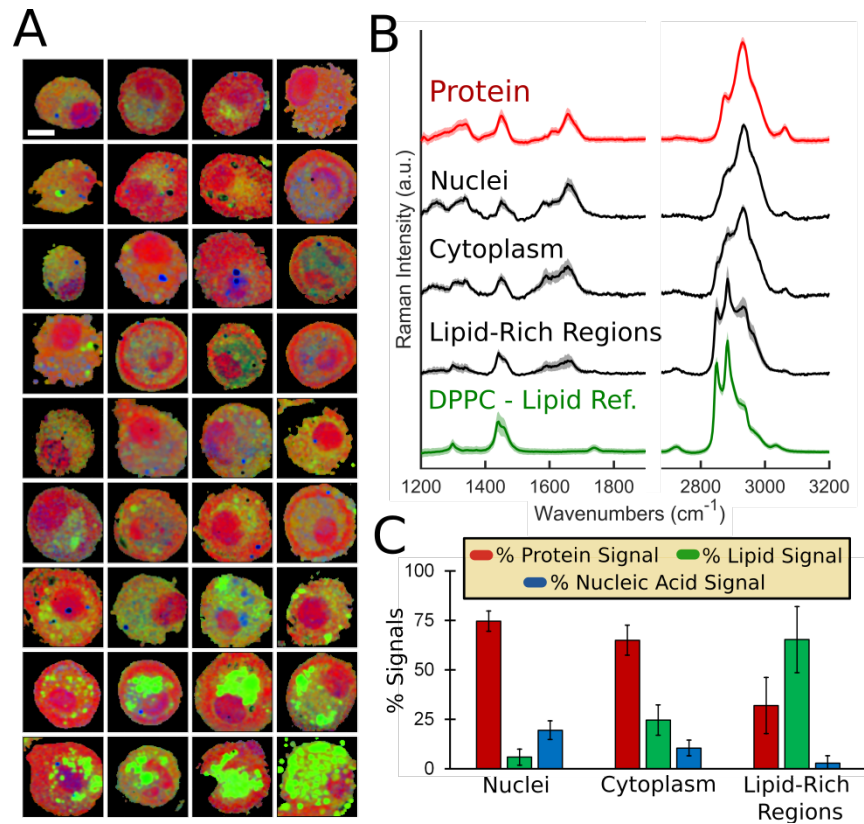 A
B
Protein
Nuclei
Cytoplasm
Lipid-Rich Regions
DPPC - Lipid Ref.
Raman Intensity (a.u.)
1200 1400 1600 1800 2800 3000 3200
Wavenumbers (cm-1)
C
% Protein Signal % Lipid Signal
% Nucleic Acid Signal
% Signals
100
75
50
25
0
Nuclei Cytoplasm Lipid-Rich
Regions